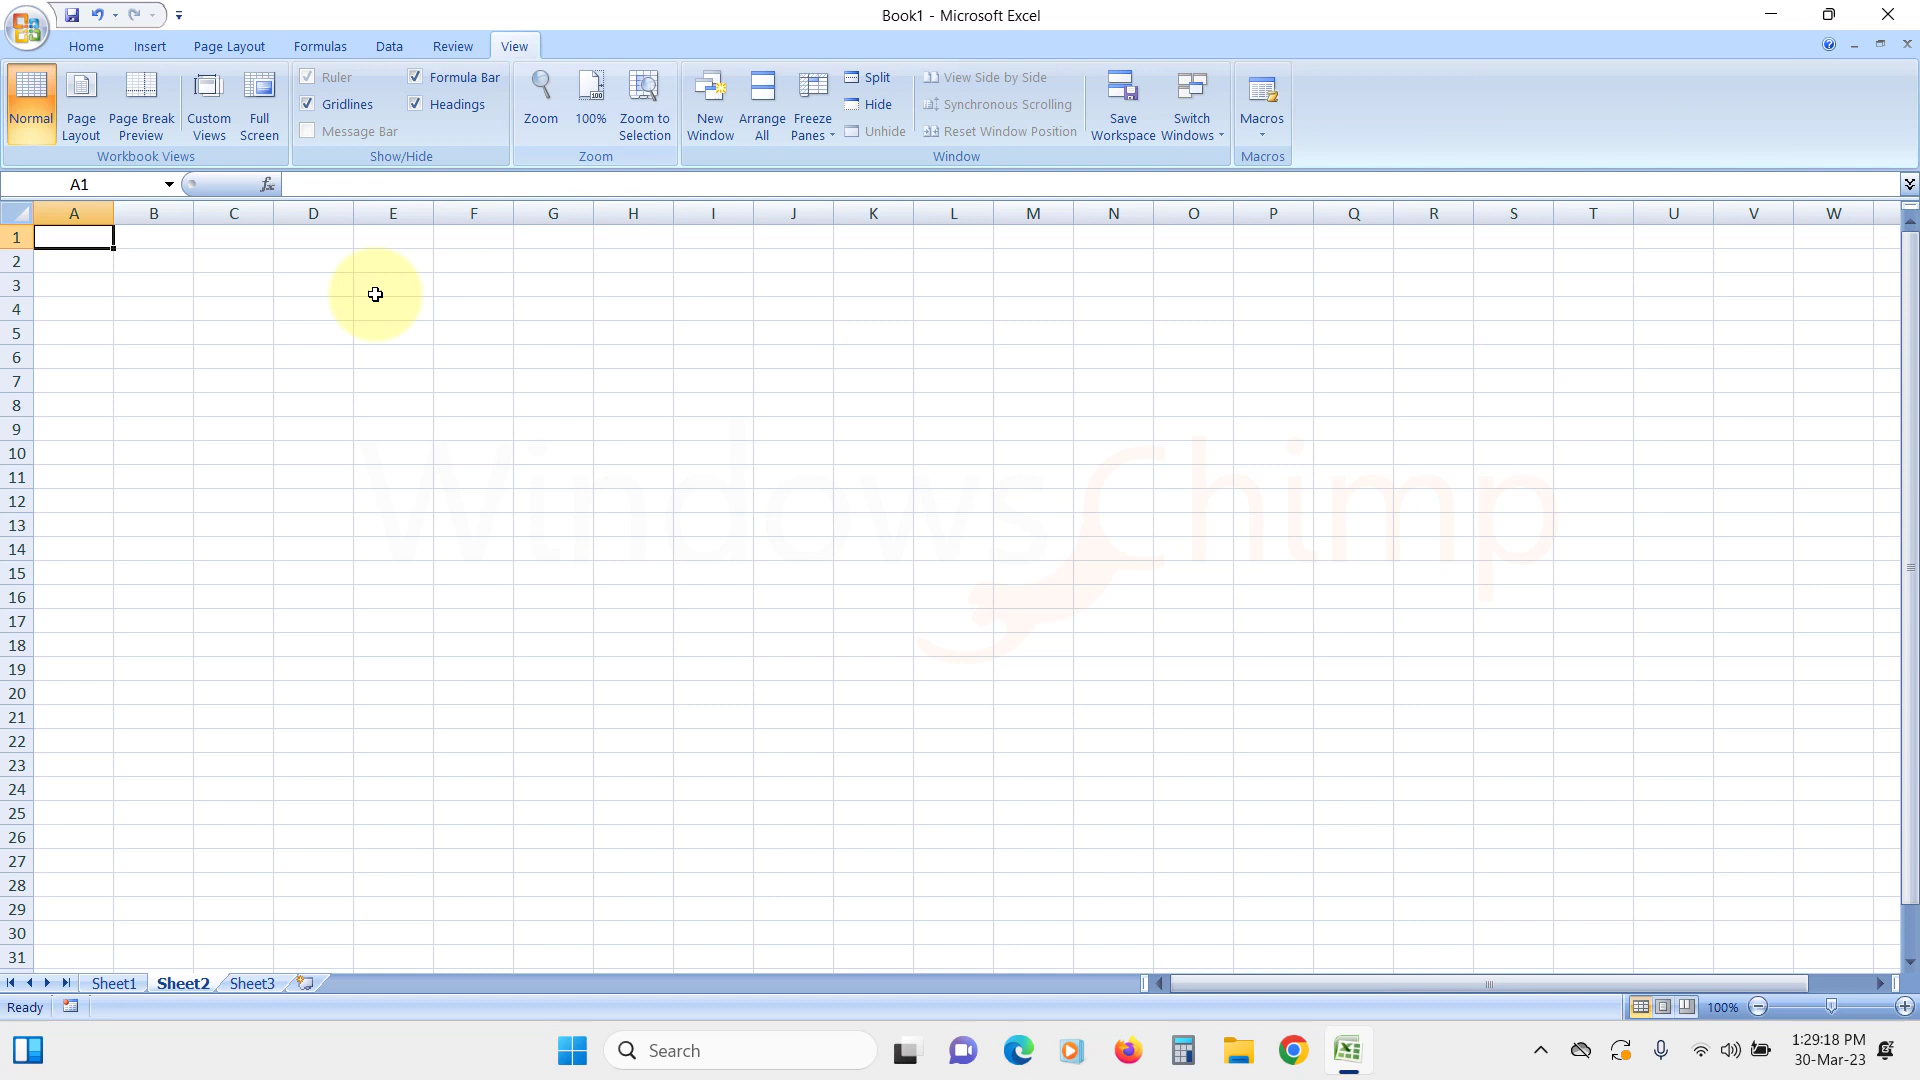 Book1 - Microsoft Excel
Home Insert Page Layout Formulas Data Review View
Normal
Page Layout
Page Break Preview
Custom Views
Full Screen
Workbook Views
Ruler
Gridlines
Message Bar
Formula Bar
Headings
Show/Hide
Zoom
100
100%
Zoom to Selection
Zoom
New Window
Arrange All
Freeze Panes
Split
Hide
Unhide
View Side by Side
Synchronous Scrolling
Reset Window Position
Save Workspace
Switch Windows
Window
Macros
Macros
A1
fx
A B C D E F G H I J K L M N O P Q R S T U V W
1
2
3
4
5
6
7
8
9
10
11
12
13
14
15
16
17
18
19
20
21
22
23
24
25
26
27
28
29
30
31
WindowsChimp
Sheet1 Sheet2 Sheet3
Ready
100%
Search
1:29:18 PM
30-Mar-23